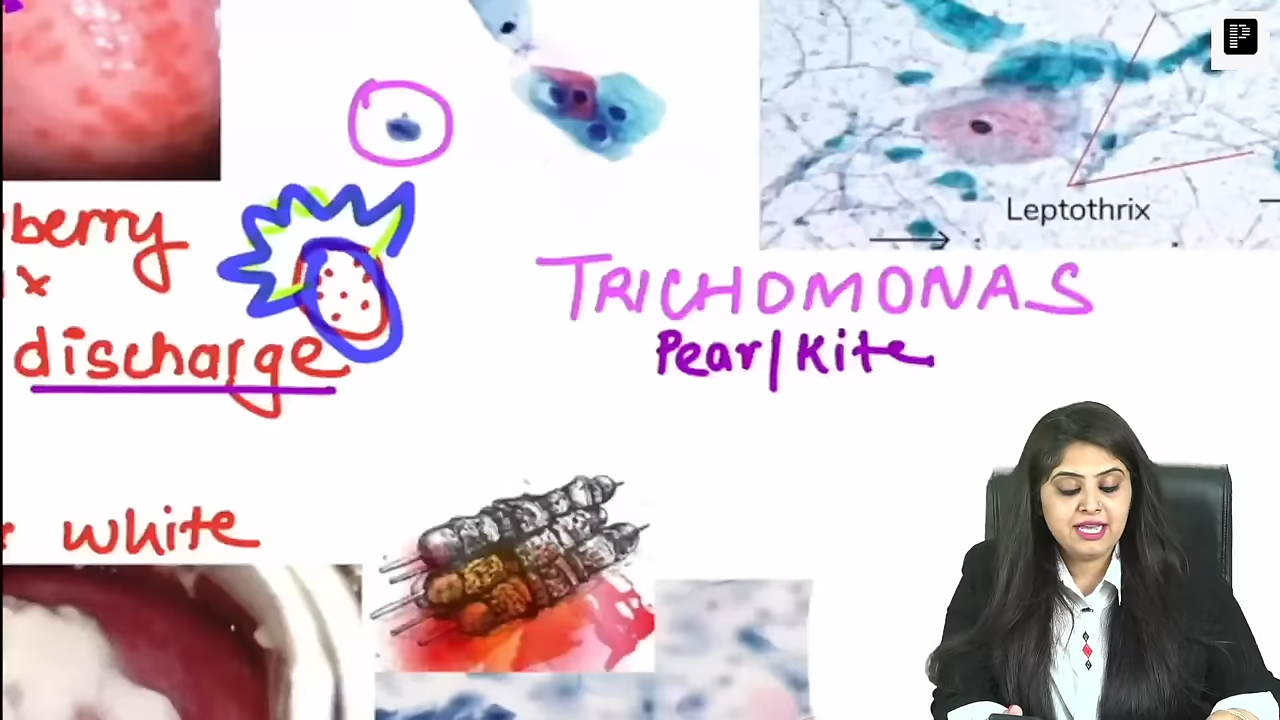 Leptothrix
TRICHOMONAS
Pear/Kite
berry
x
discharge
white
P